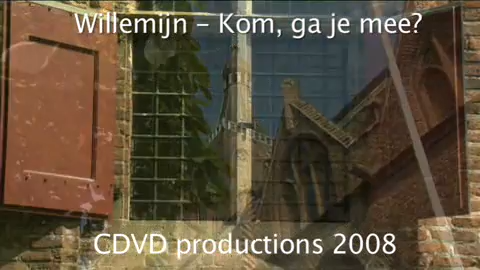 Willemijn - Kom, ga je mee?
CDVD productions 2008